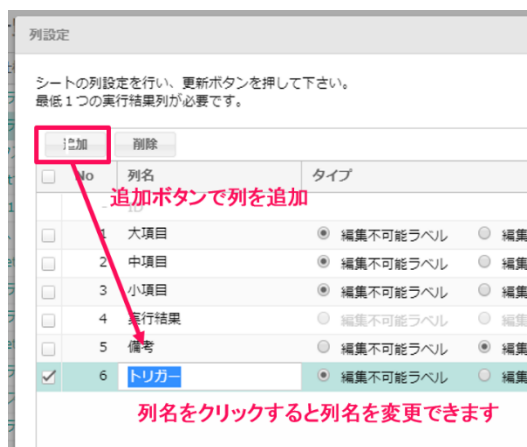 列設定
シートの列設定を行い、更新ボタンを押して下さい。
最低１つの実行結果列が必要です。
追加 削除
No 列名 タイプ
追加ボタンで列を追加
- ID
1 大項目 編集不可能ラベル 編集
2 中項目 編集不可能ラベル 編集
3 小項目 編集不可能ラベル 編集
4 実行結果 編集不可能ラベル 編集
5 備考 編集不可能ラベル 編集
6 トリガー 編集不可能ラベル 編集
列名をクリックすると列名を変更できます